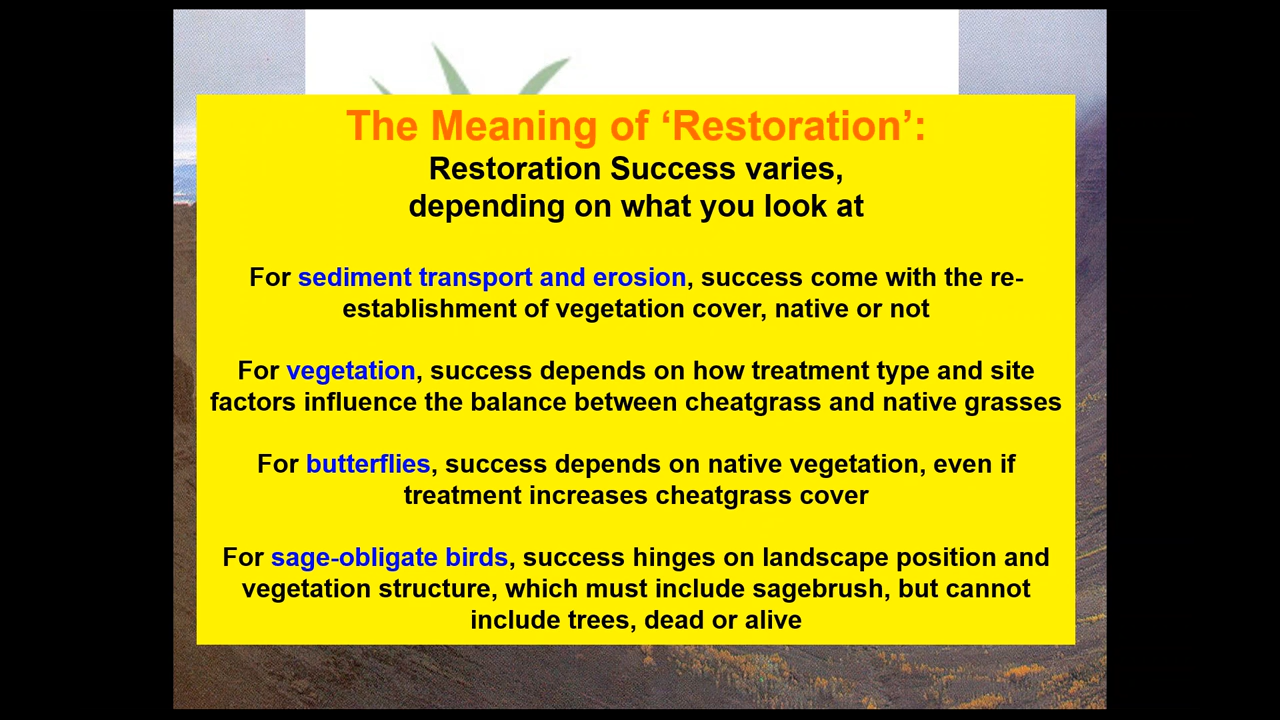 The Meaning of ‘Restoration’:
Restoration Success varies,
depending on what you look at
For sediment transport and erosion, success come with the re-
establishment of vegetation cover, native or not
For vegetation, success depends on how treatment type and site
factors influence the balance between cheatgrass and native grasses
For butterflies, success depends on native vegetation, even if
treatment increases cheatgrass cover
For sage-obligate birds, success hinges on landscape position and
vegetation structure, which must include sagebrush, but cannot
include trees, dead or alive